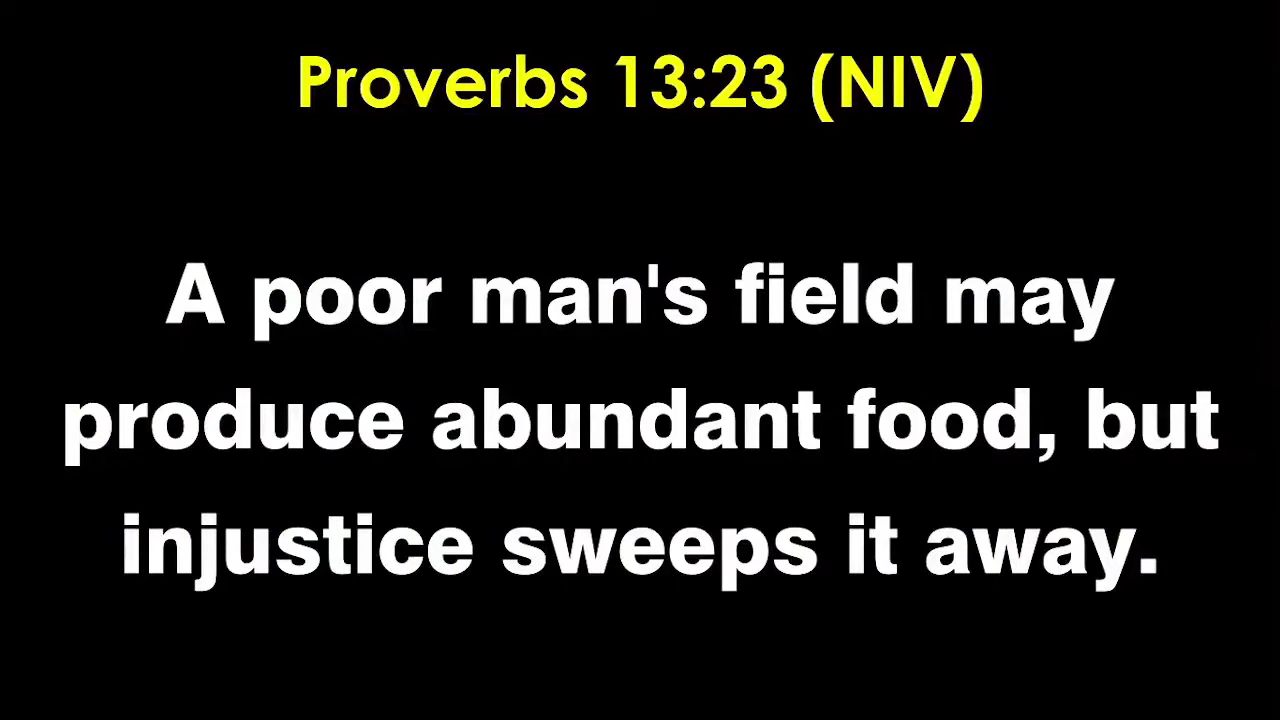 Proverbs 13:23 (NIV)
A poor man's field may
produce abundant food, but
injustice sweeps it away.